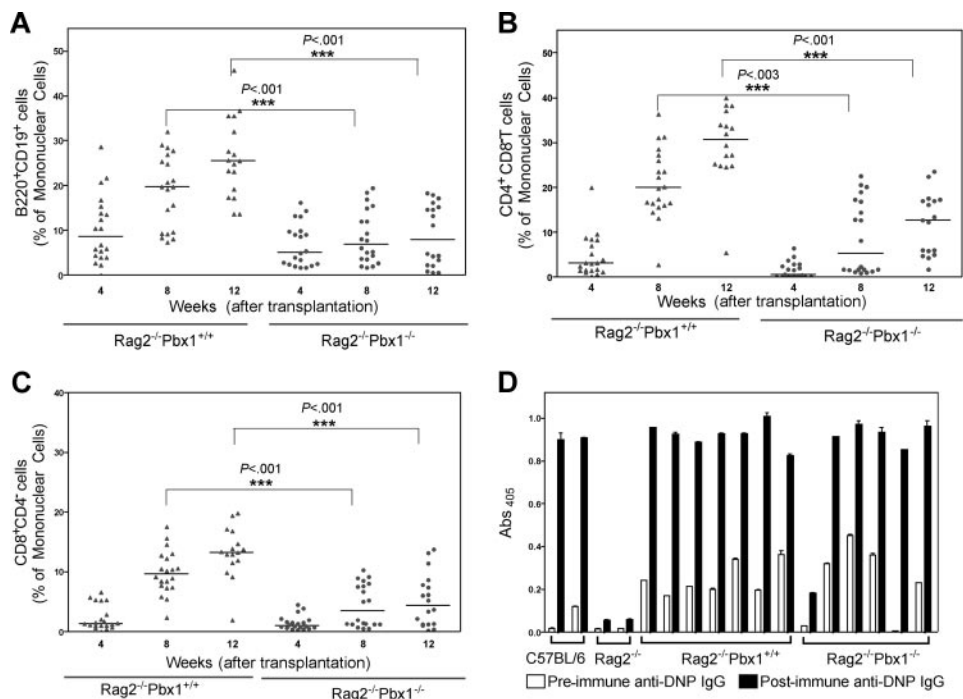 A
B220+CD19+ cells
(% of Mononuclear Cells)
50
40
30
20
10
0
P<.001
***
P<.001
***
4
8
12
4
8
12
Weeks (after transplantation)
Rag2-/-Pbx1+/+
Rag2-/-Pbx1-/-
B
CD4+CD8-T cells
(% of Mononuclear Cells)
50
40
30
20
10
0
P<.001
***
P<.003
***
4
8
12
4
8
12
Weeks (after transplantation)
Rag2-/-Pbx1+/+
Rag2-/-Pbx1-/-
C
CD8+CD4- cells
(% of Mononuclear Cells)
40
30
20
10
0
P<.001
***
P<.001
***
4
8
12
4
8
12
Weeks (after transplantation)
Rag2-/-Pbx1+/+
Rag2-/-Pbx1-/-
D
Abs 405
1.0
0.8
0.6
0.4
0.2
0.0
C57BL/6
Rag2-/-
Rag2-/-Pbx1+/+
Rag2-/-Pbx1-/-
Pre-immune anti-DNP IgG
Post-immune anti-DNP IgG